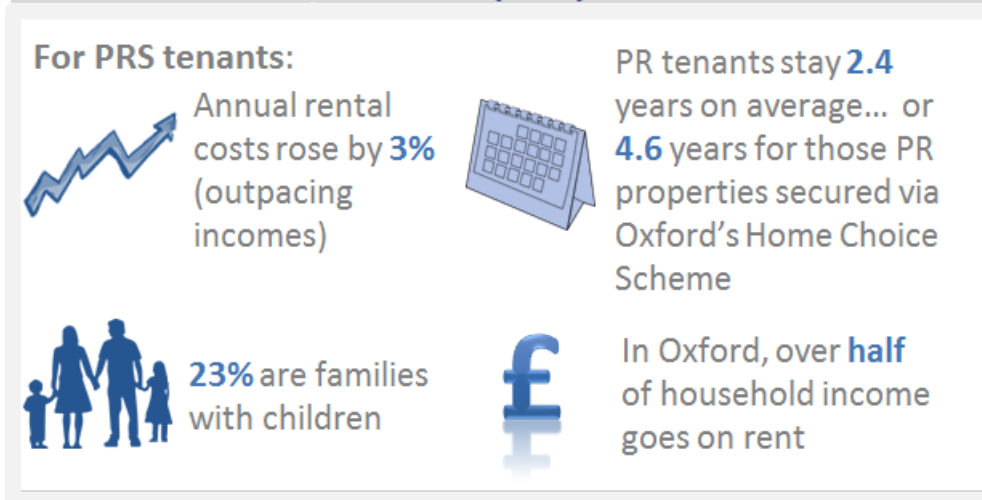 For PRS tenants:
Annual rental
costs rose by 3%
(outpacing
incomes)
PR tenants stay 2.4
years on average... or
4.6 years for those PR
properties secured via
Oxford's Home Choice
Scheme
23% are families
with children
£
In Oxford, over half
of household income
goes on rent